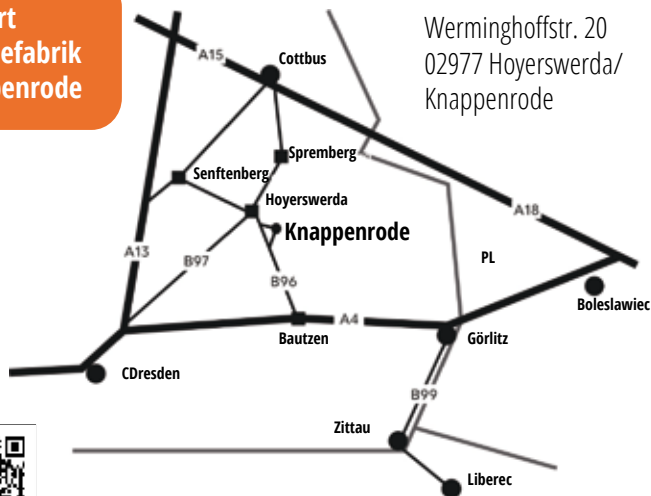 rt
efabrik
enrode
Werminghoffstr. 20
02977 Hoyerswerda/
Knappenrode
A15
Cottbus
Spremberg
Senftenberg
Hoyerswerda
Knappenrode
A18
A13
B97
B96
PL
Boleslawiec
A4
Bautzen
Görlitz
CDresden
B99
Zittau
Liberec